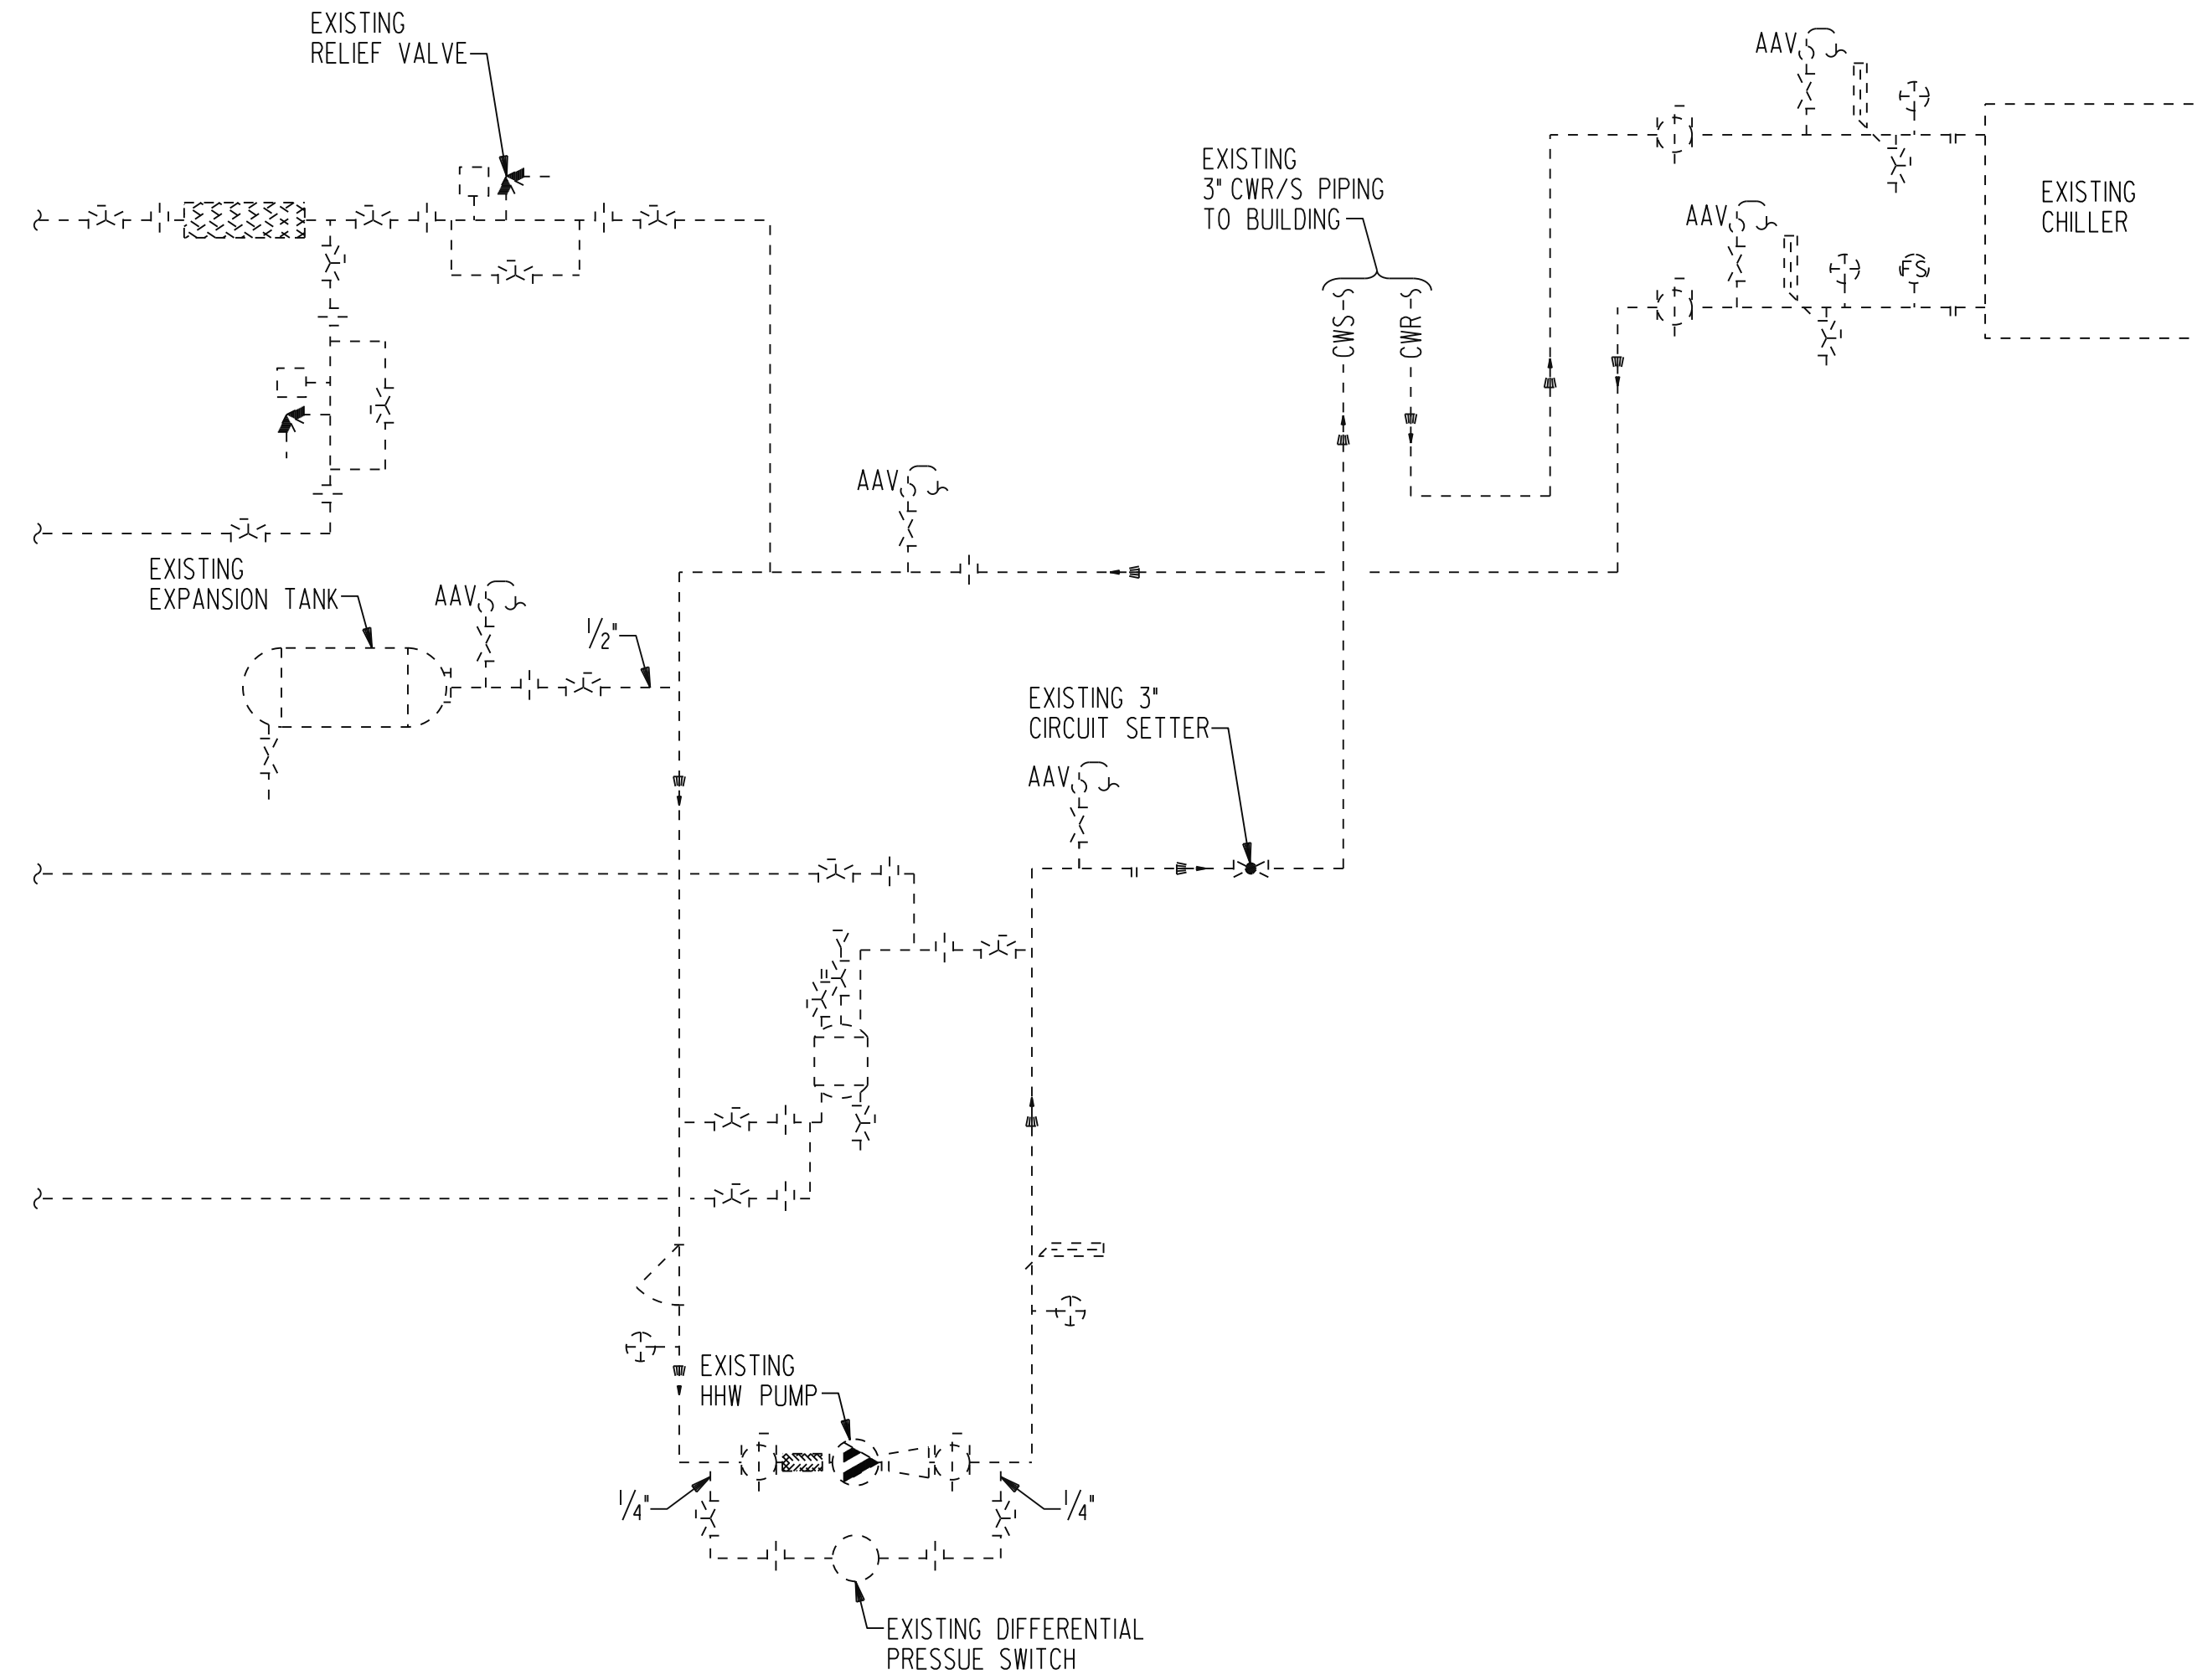 EXISTING
RELIEF VALVE
AAV
EXISTING
3" CWR/S PIPING
TO BUILDING
EXISTING
CHILLER
AAV
FS
CWS
CWR
AAV
EXISTING
EXPANSION TANK
AAV
1/2"
EXISTING 3"
CIRCUIT SETTER
AAV
EXISTING
HHW PUMP
1/4"
1/4"
EXISTING DIFFERENTIAL
PRESSUE SWITCH